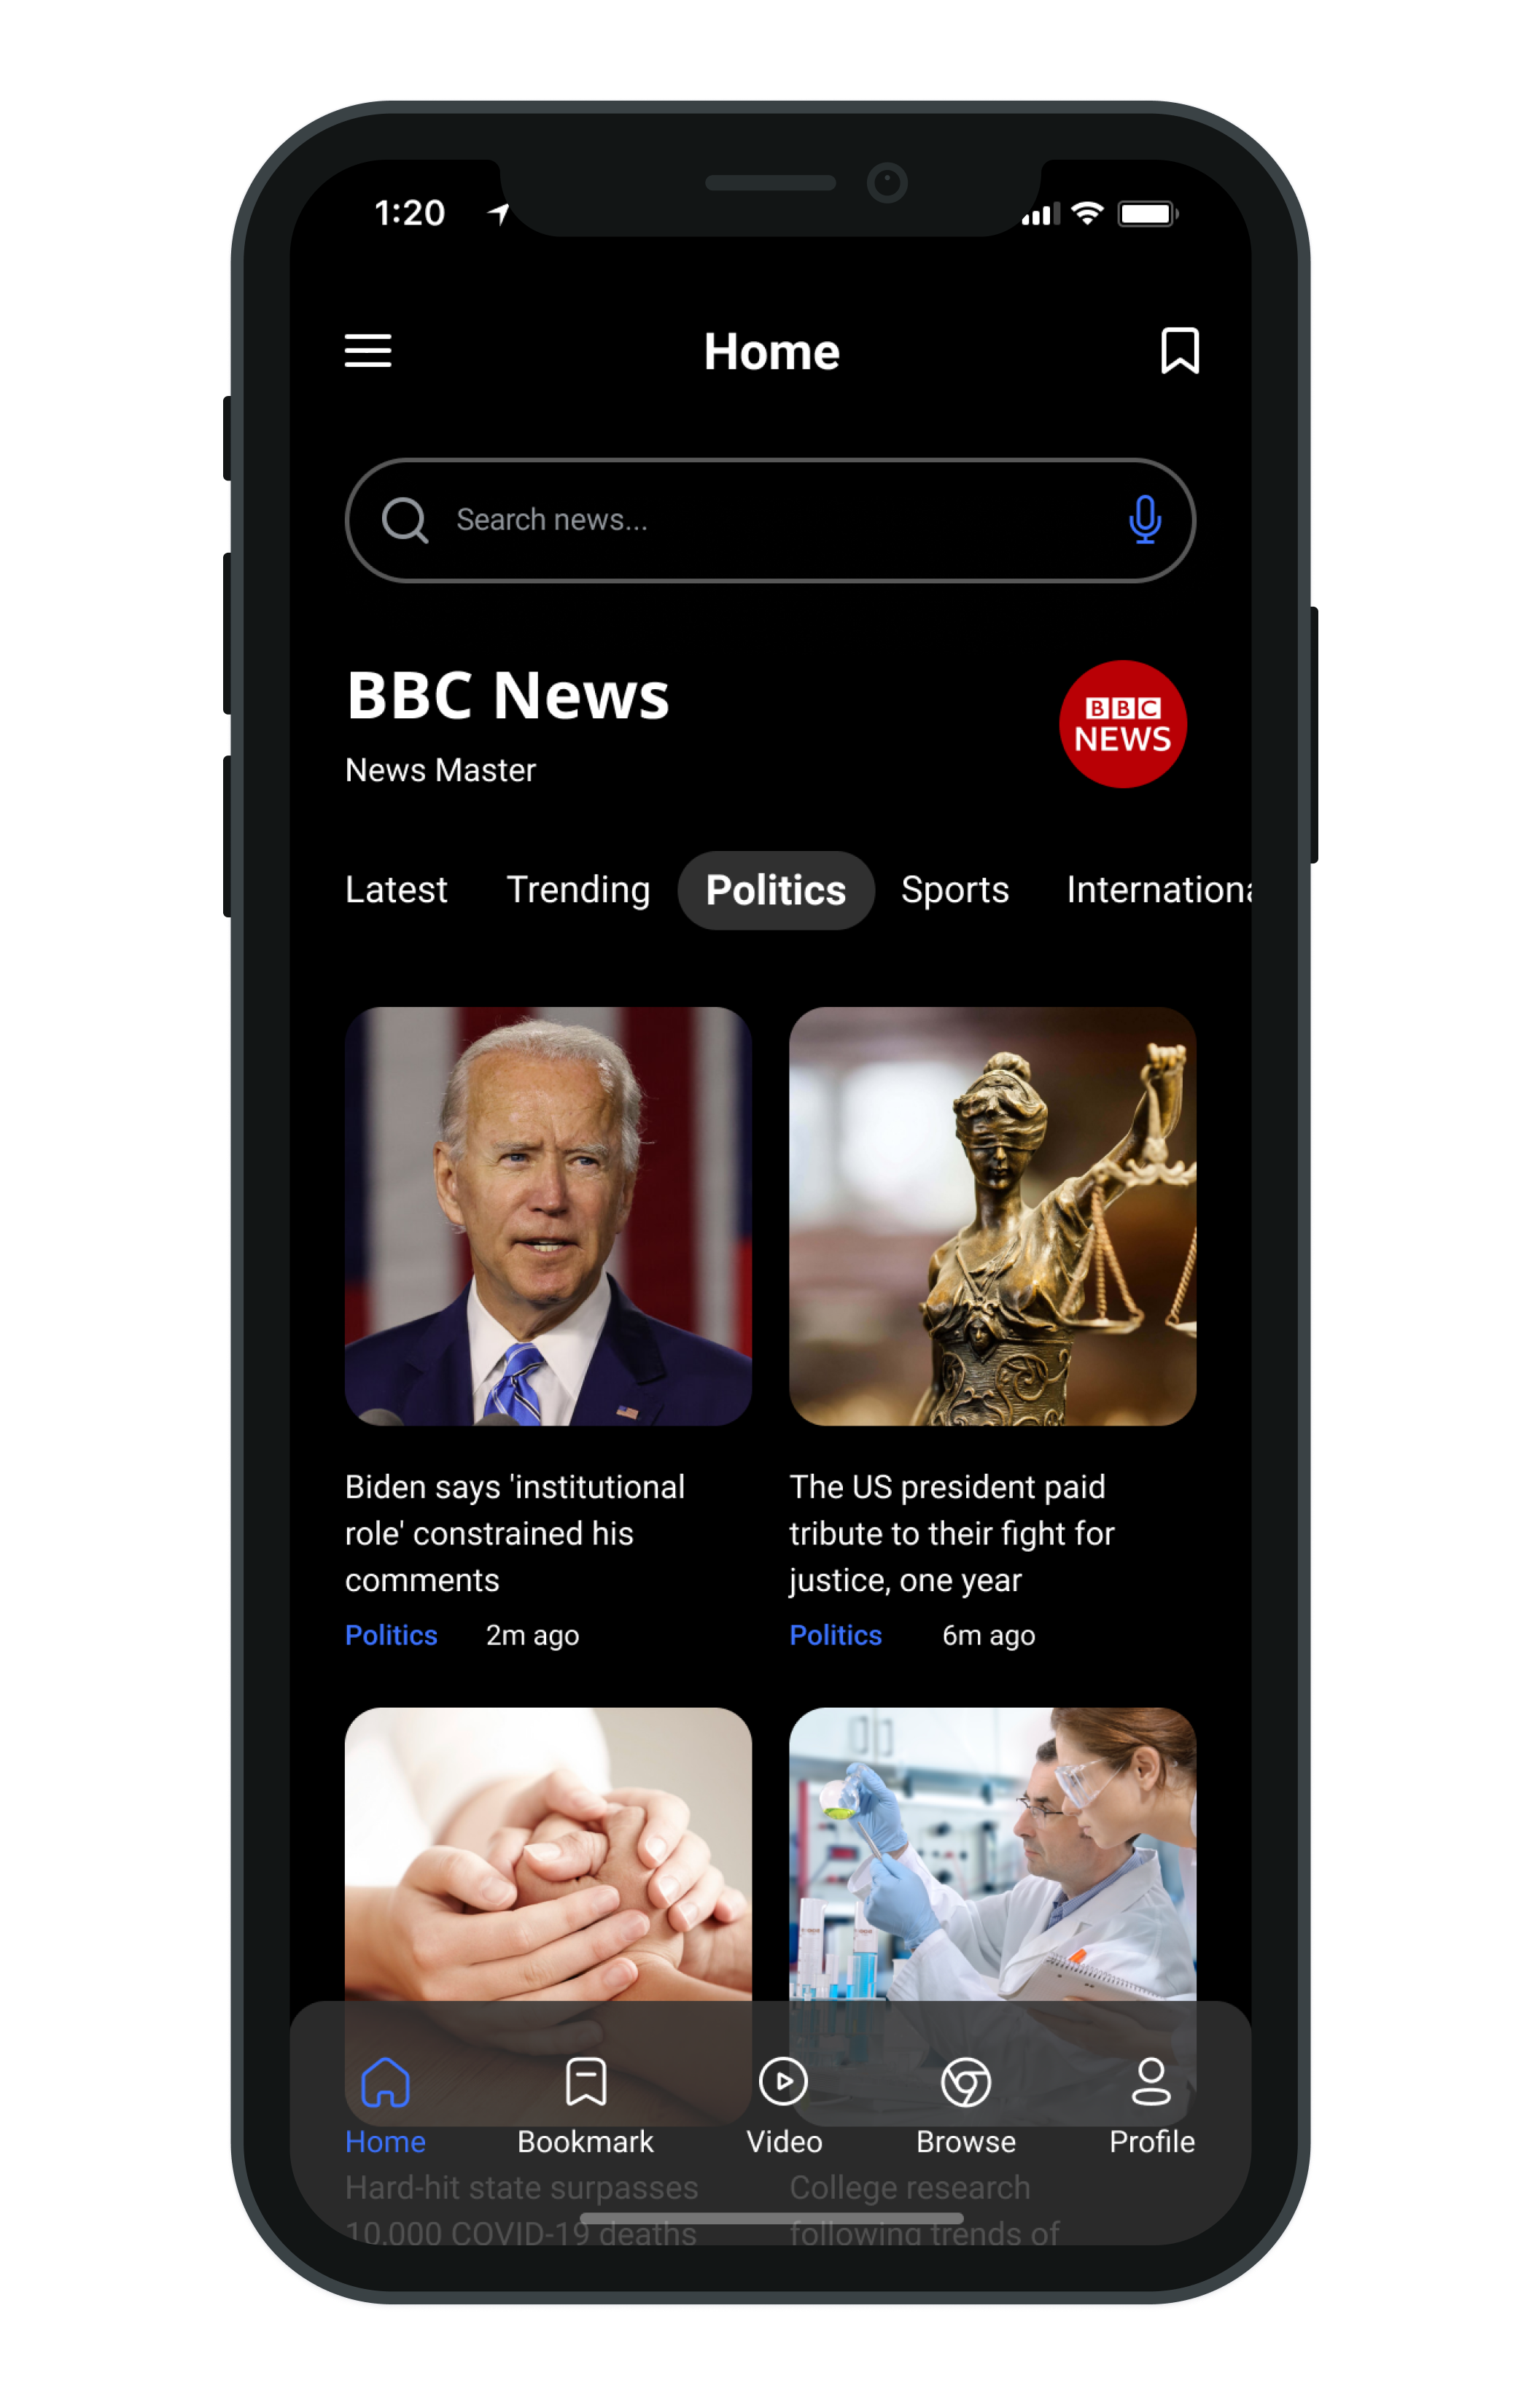 1:20
Home
Search news...
BBC News
BBC
NEWS
News Master
Latest Trending Politics Sports Internationa
Biden says 'institutional
role' constrained his
comments
Politics 2m ago
The US president paid
tribute to their fight for
justice, one year
Politics 6m ago
Home Bookmark Video Browse Profile
Hard-hit state surpasses
10,000 COVID-19 deaths
College research
following trends of